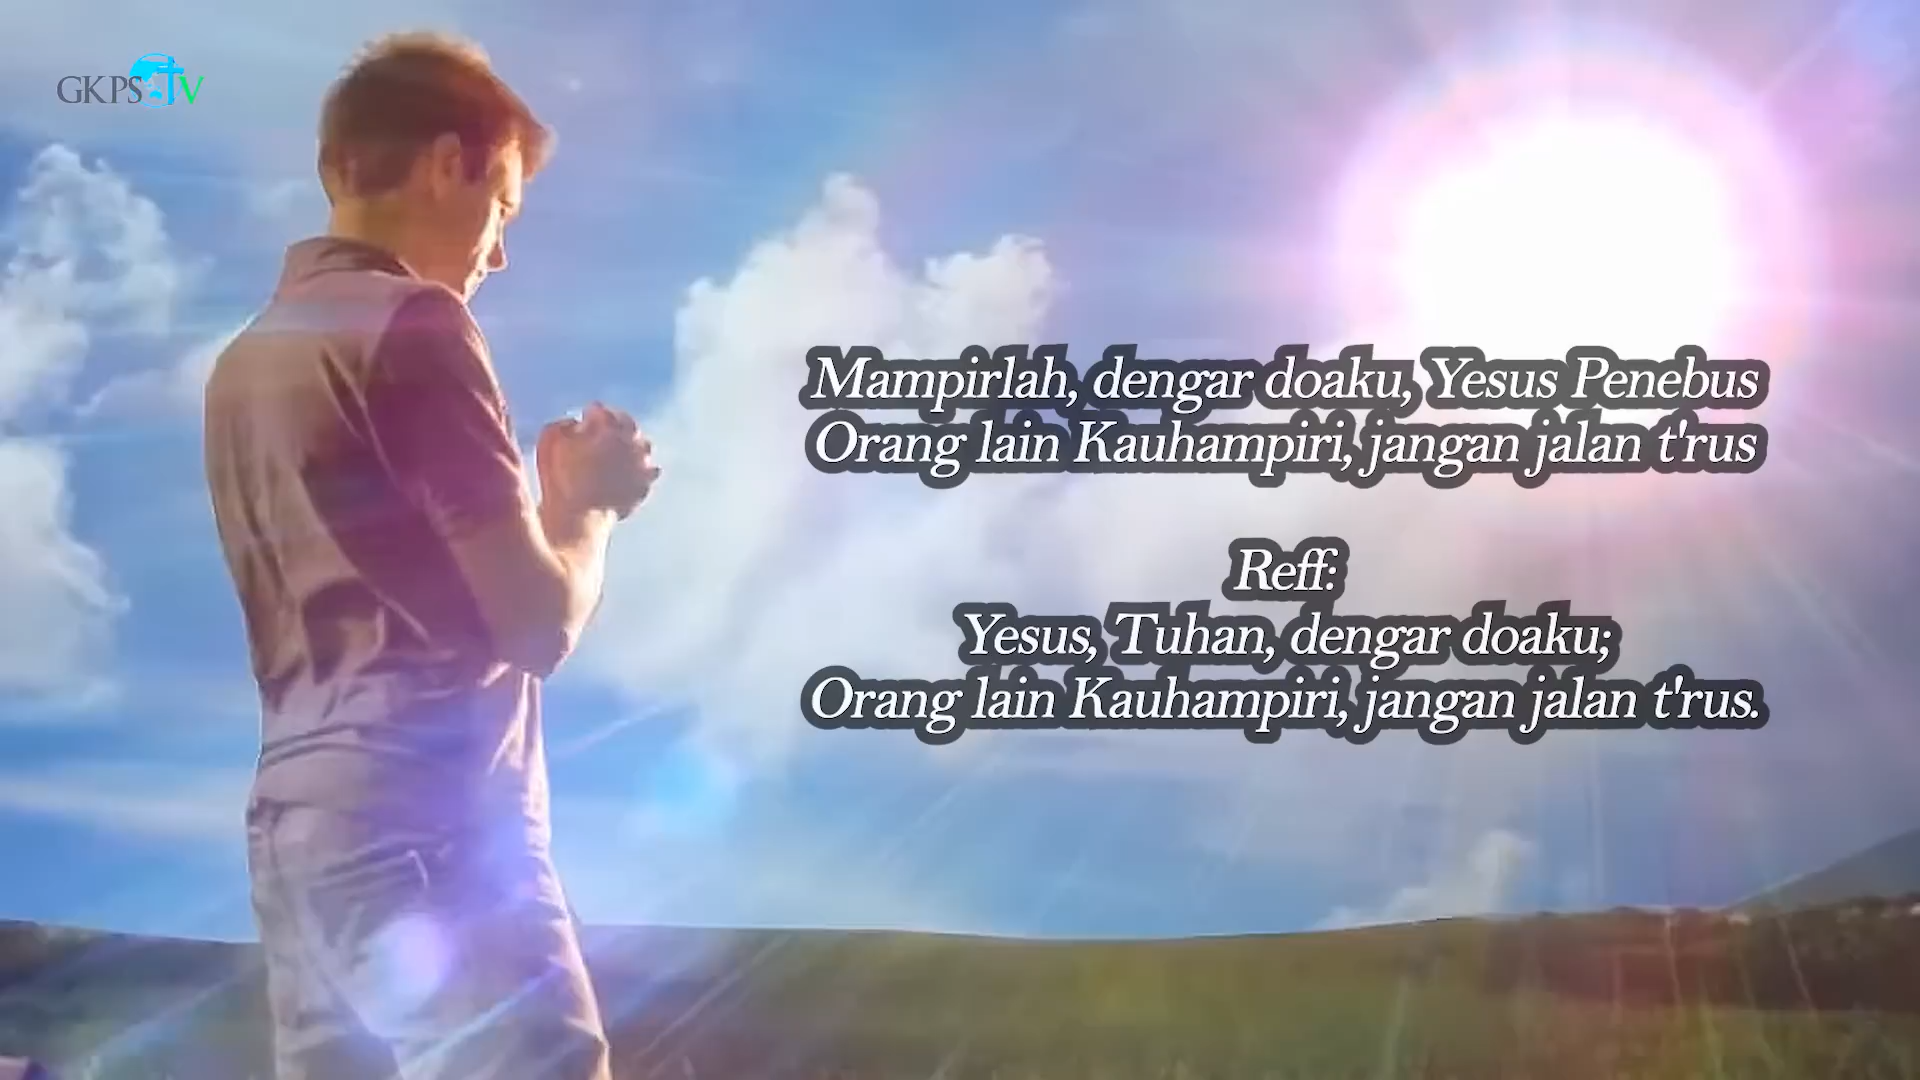 GKPS TV
Mampirlah, dengar doaku, Yesus Penebus
Orang lain Kauhampiri, jangan jalan t'rus
Reff:
Yesus, Tuhan, dengar doaku;
Orang lain Kauhampiri, jangan jalan t'rus.